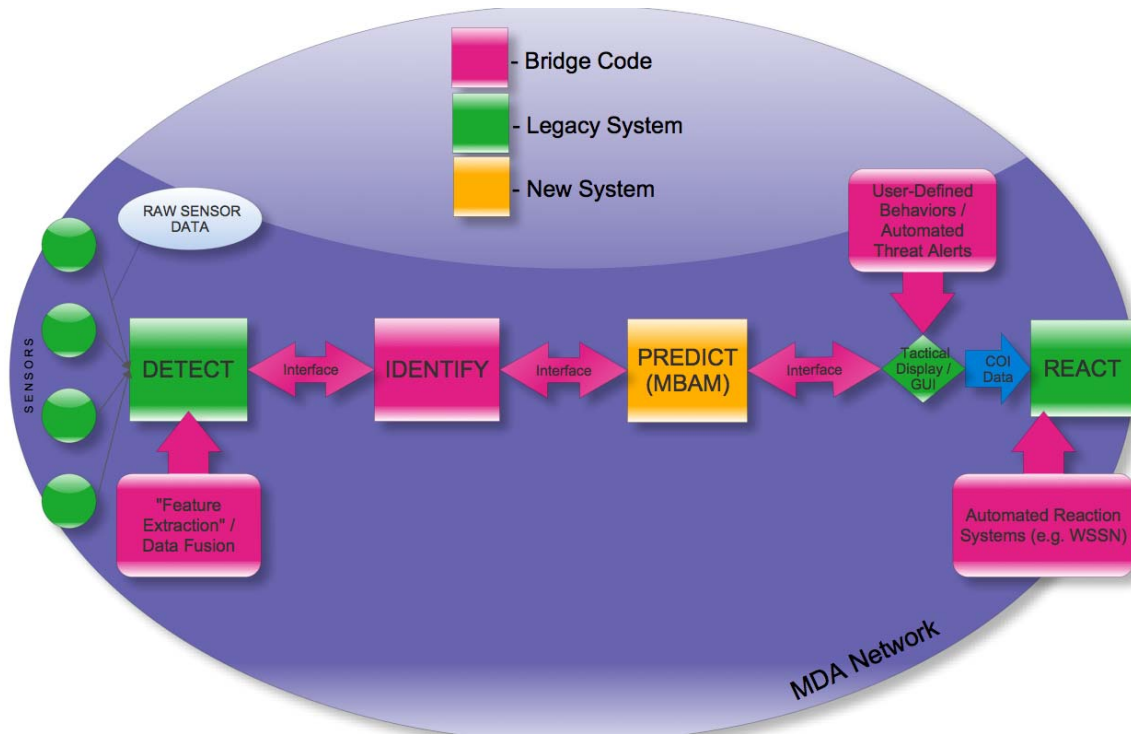 - Bridge Code
- Legacy System
- New System
RAW SENSOR
DATA
User-Defined
Behaviors /
Automated
Threat Alerts
SENSORS
DETECT
Interface
IDENTIFY
Interface
PREDICT
(MBAM)
Interface
Tactical
Display /
GUI
COI
Data
REACT
"Feature
Extraction" /
Data Fusion
Automated Reaction
Systems (e.g. WSSN)
MDA Network